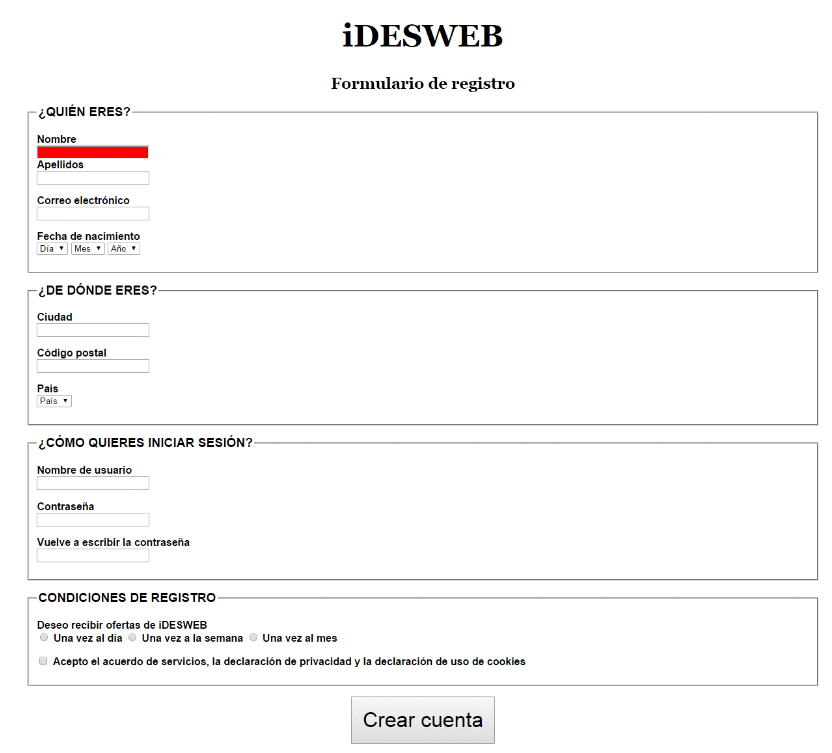 iDESWEB
Formulario de registro
¿QUIÉN ERES?
Nombre
Apellidos
Correo electrónico
Fecha de nacimiento
Día Mes Año
¿DE DÓNDE ERES?
Ciudad
Código postal
País
País
¿CÓMO QUIERES INICIAR SESIÓN?
Nombre de usuario
Contraseña
Vuelve a escribir la contraseña
CONDICIONES DE REGISTRO
Deseo recibir ofertas de iDESWEB
Una vez al día Una vez a la semana Una vez al mes
Acepto el acuerdo de servicios, la declaración de privacidad y la declaración de uso de cookies
Crear cuenta